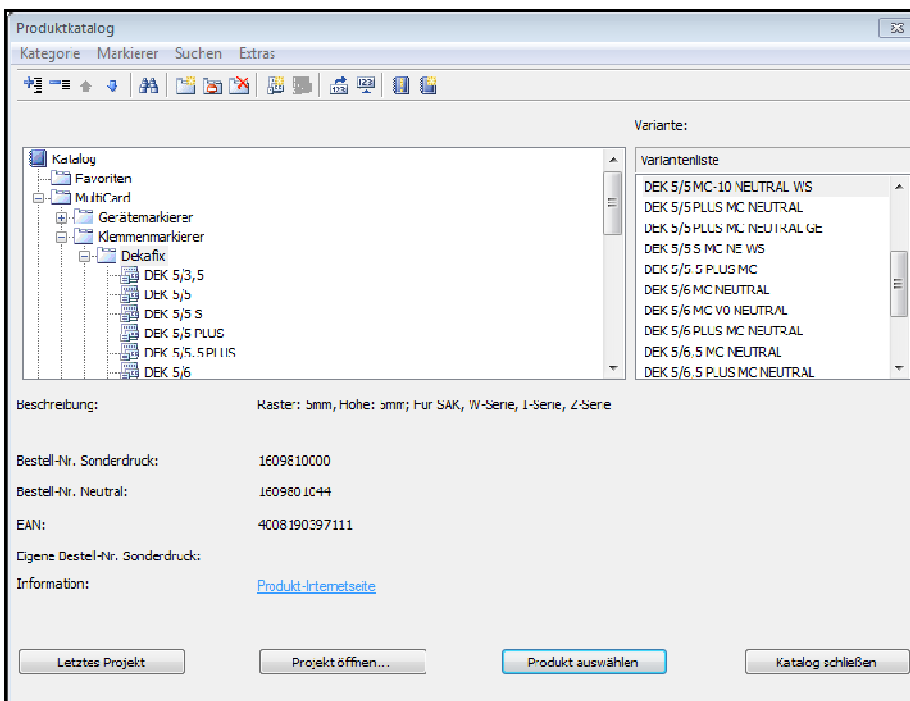 Produktkatalog
Kategorie Markierer Suchen Extras
Variante:
Katalog
Favoriten
MultiCard
Gerätemarkierer
Klemmenmarkierer
Dekafix
DEK 5/3,5
DEK 5/5
DEK 5/5 S
DEK 5/5 PLUS
DEK 5/5.5 PLUS
DEK 5/6
Variantenliste
DEK 5/5 MC-10 NEUTRAL WS
DEK 5/5 PLUS MC NEUTRAL
DEK 5/5 PLUS MC NEUTRAL GE
DEK 5/5 S MC NE WS
DEK 5/5.5 PLUS MC
DEK 5/6 MC NEUTRAL
DEK 5/6 MC V0 NEUTRAL
DEK 5/6 PLUS MC NEUTRAL
DEK 5/6,5 MC NEUTRAL
DEK 5/6,5 PLUS MC NEUTRAL
Beschreibung: Raster: 5mm, Höhe: 5mm; Für SAK, W-Serie, I-Serie, Z-Serie
Bestell-Nr. Sonderdruck: 1609810000
Bestell-Nr. Neutral: 1609801044
EAN: 4008190397111
Eigene Bestell-Nr. Sonderdruck:
Information: Produkt-Internetseite
Letztes Projekt Projekt öffnen... Produkt auswählen Katalog schließen